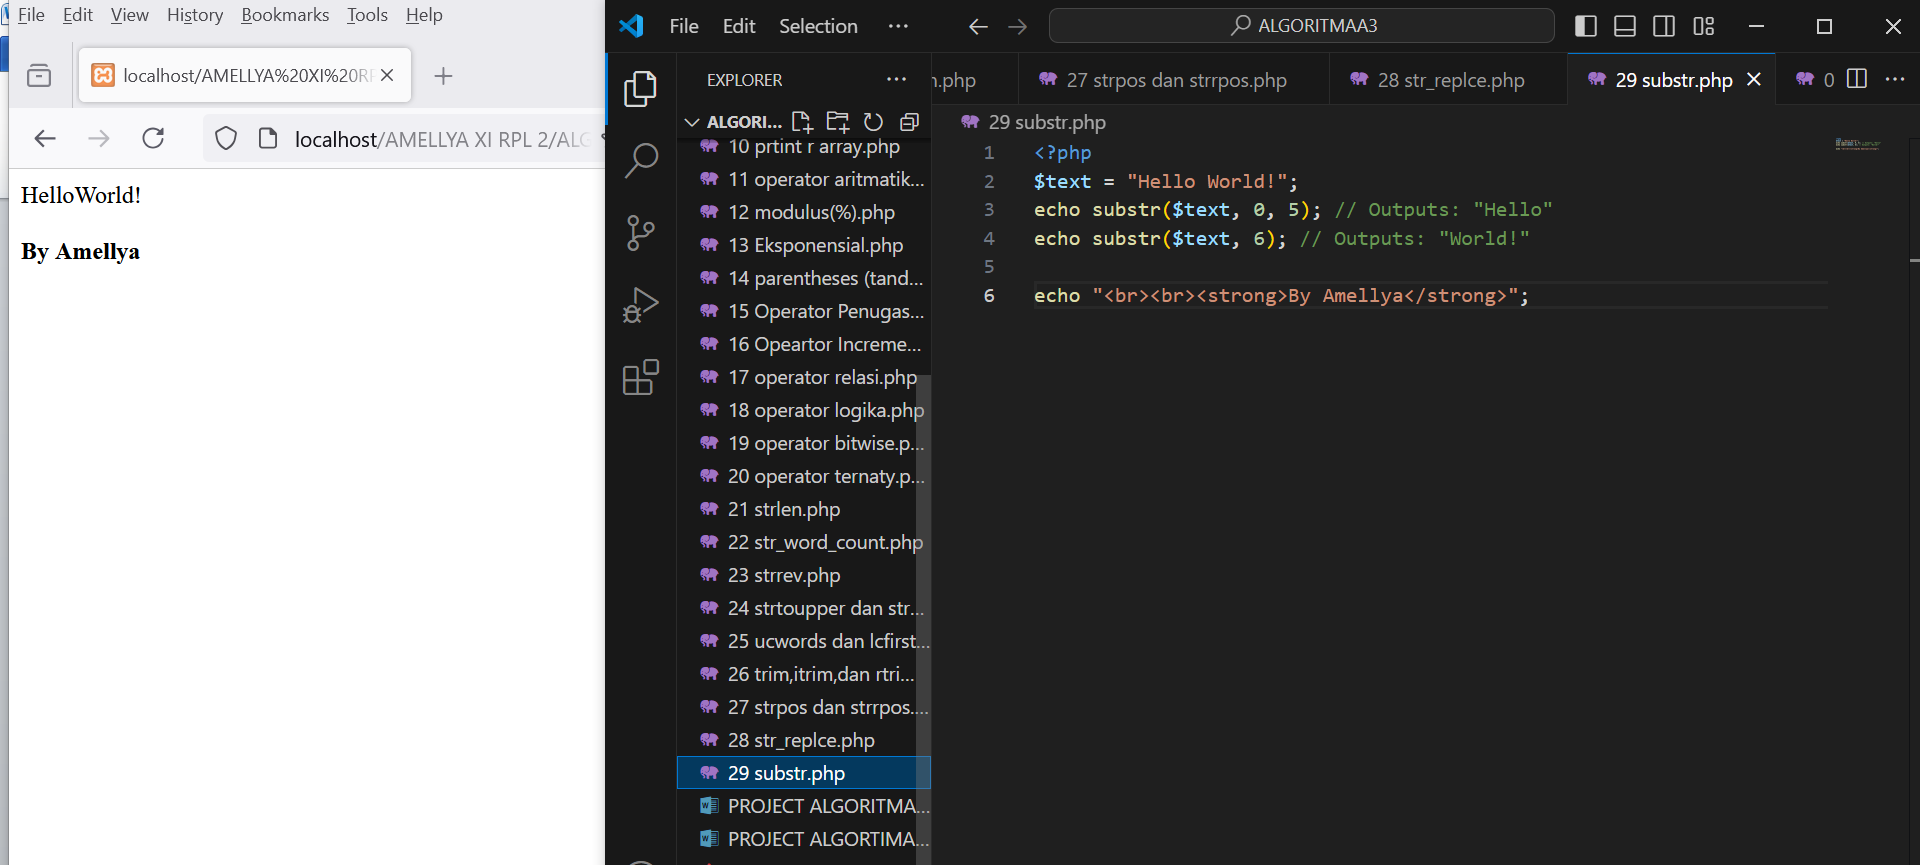 File Edit View History Bookmarks Tools Help
localhost/AMELLYA%20XI%20RP
localhost/AMELLYA XI RPL 2/ALG
HelloWorld!
By Amellya
File Edit Selection ···
ALGORITMAA3
EXPLORER ···
ALGORI...
10 prtint r array.php
11 operator aritmatik...
12 modulus(%).php
13 Eksponensial.php
14 parentheses (tand...
15 Operator Penugas...
16 Opeartor Increme...
17 operator relasi.php
18 operator logika.php
19 operator bitwise.p...
20 operator ternaty.p...
21 strlen.php
22 str_word_count.php
23 strrev.php
24 strtoupper dan str...
25 ucwords dan lcfirst...
26 trim,itrim,dan rtri...
27 strpos dan strrpos....
28 str_replce.php
29 substr.php
PROJECT ALGORITMA...
PROJECT ALGORTIMA...
n.php 27 strpos dan strrpos.php 28 str_replce.php 29 substr.php 0 ···
29 substr.php
1 <?php
2 $text = "Hello World!";
3 echo substr($text, 0, 5); // Outputs: "Hello"
4 echo substr($text, 6); // Outputs: "World!"
5
6 echo "<br><br><strong>By Amellya</strong>";